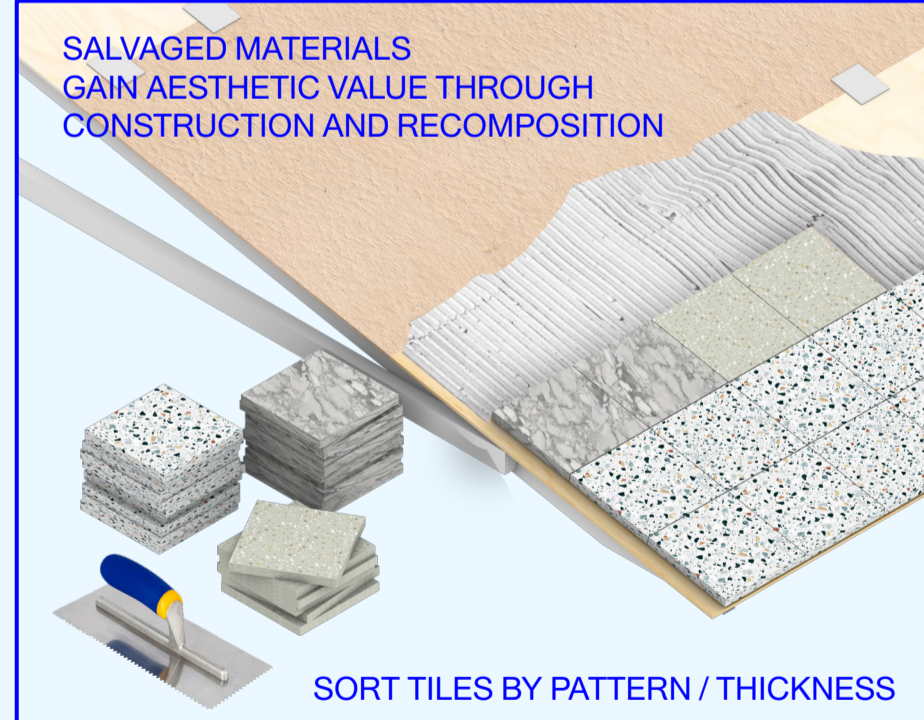 SALVAGED MATERIALS
GAIN AESTHETIC VALUE THROUGH
CONSTRUCTION AND RECOMPOSITION
SORT TILES BY PATTERN / THICKNESS